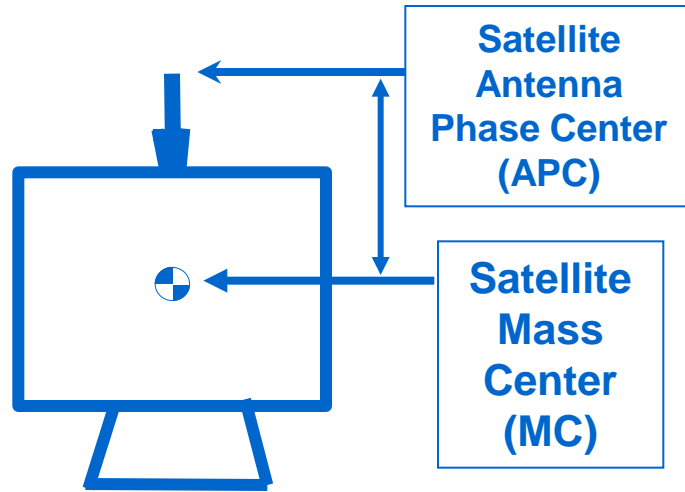 Satellite
Antenna
Phase Center
(APC)
Satellite
Mass
Center
(MC)